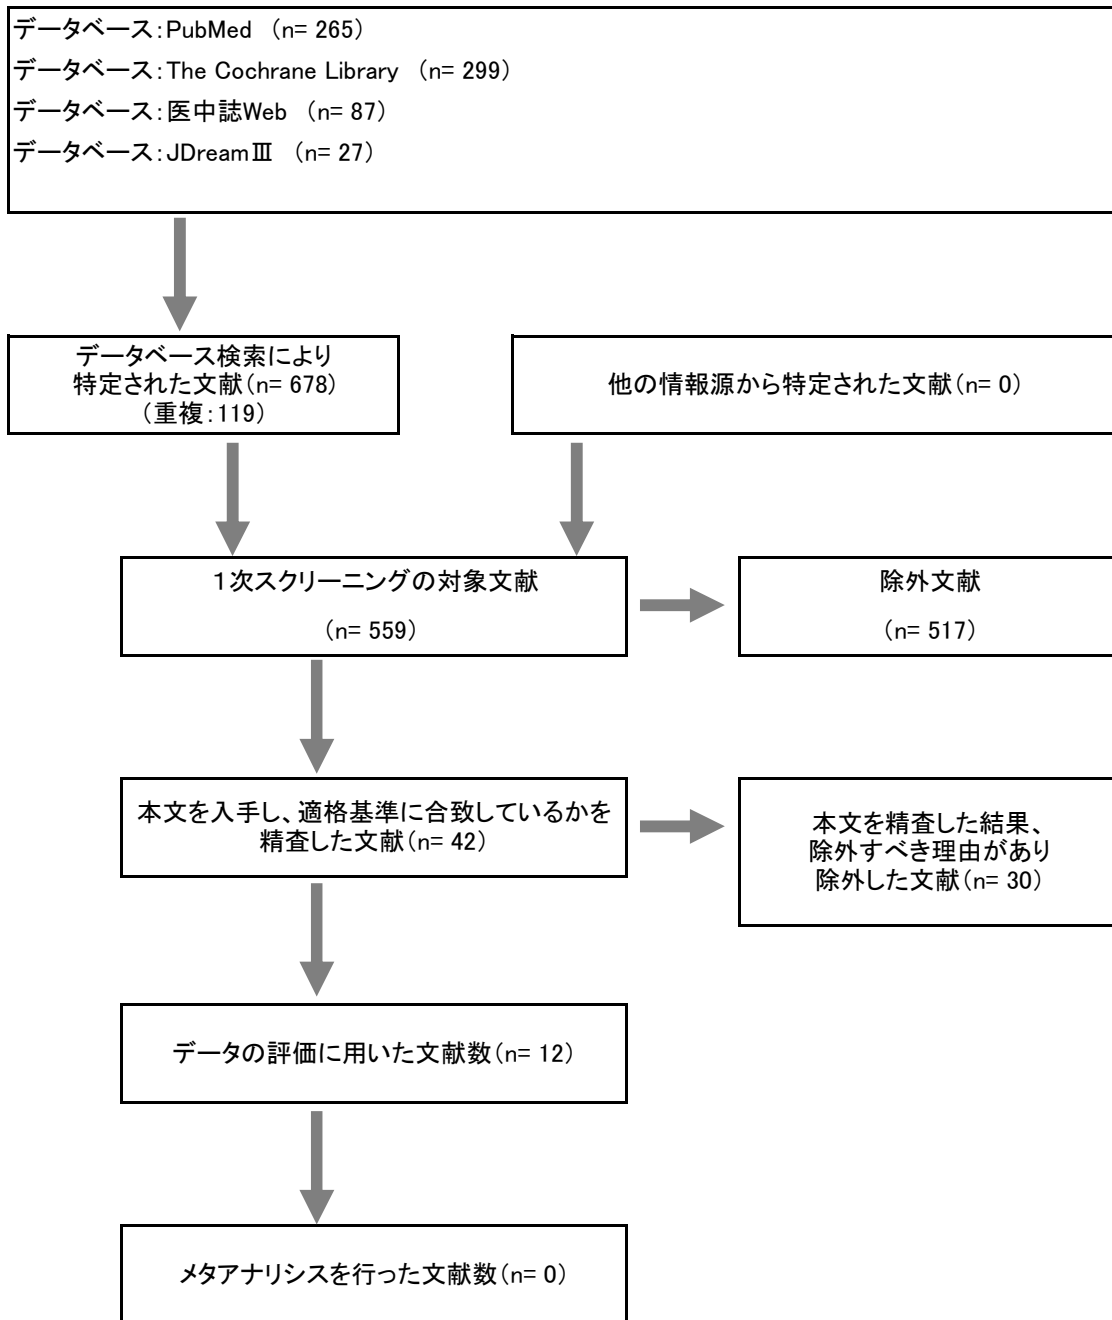 データベース：PubMed （n= 265）
データベース：The Cochrane Library （n= 299）
データベース：医中誌Web （n= 87）
データベース：JDreamⅢ （n= 27）
データベース検索により
特定された文献（n= 678）
（重複：119）
他の情報源から特定された文献（n= 0）
１次スクリーニングの対象文献
（n= 559）
除外文献
（n= 517）
本文を入手し、適格基準に合致しているかを
精査した文献（n= 42）
本文を精査した結果、
除外すべき理由があり
除外した文献（n= 30）
データの評価に用いた文献数（n= 12）
メタアナリシスを行った文献数（n= 0）